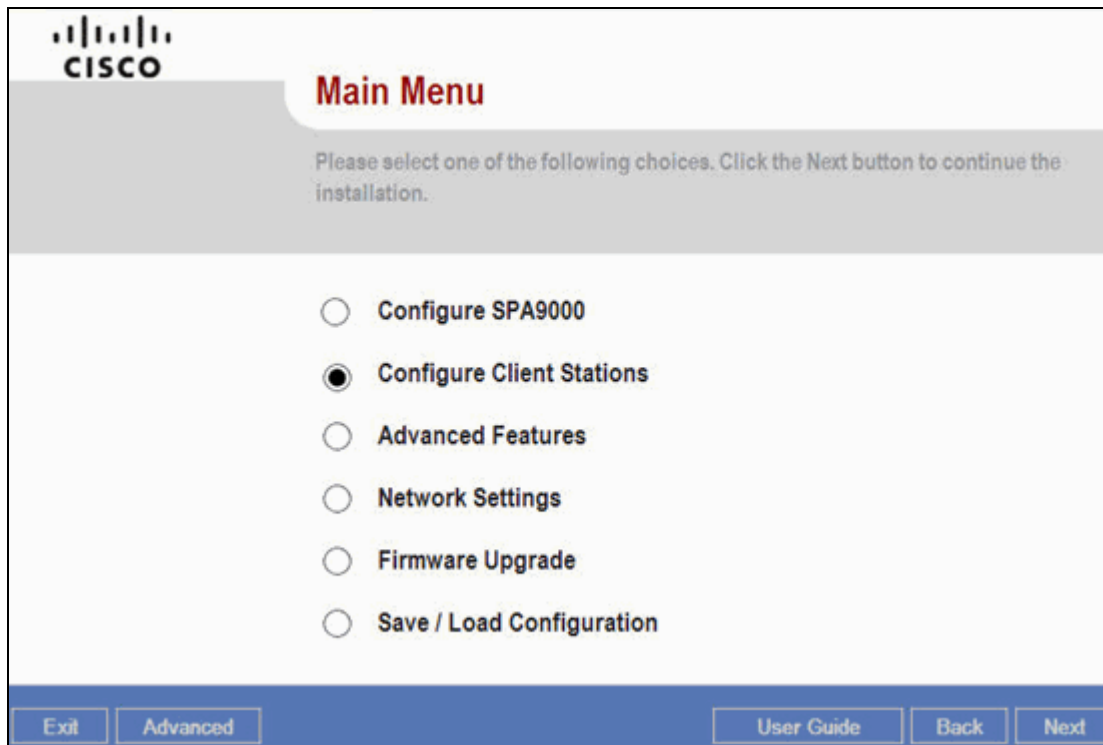 CISCO
Main Menu
Please select one of the following choices. Click the Next button to continue the
installation.
Configure SPA9000
Configure Client Stations
Advanced Features
Network Settings
Firmware Upgrade
Save / Load Configuration
Exit Advanced User Guide Back Next